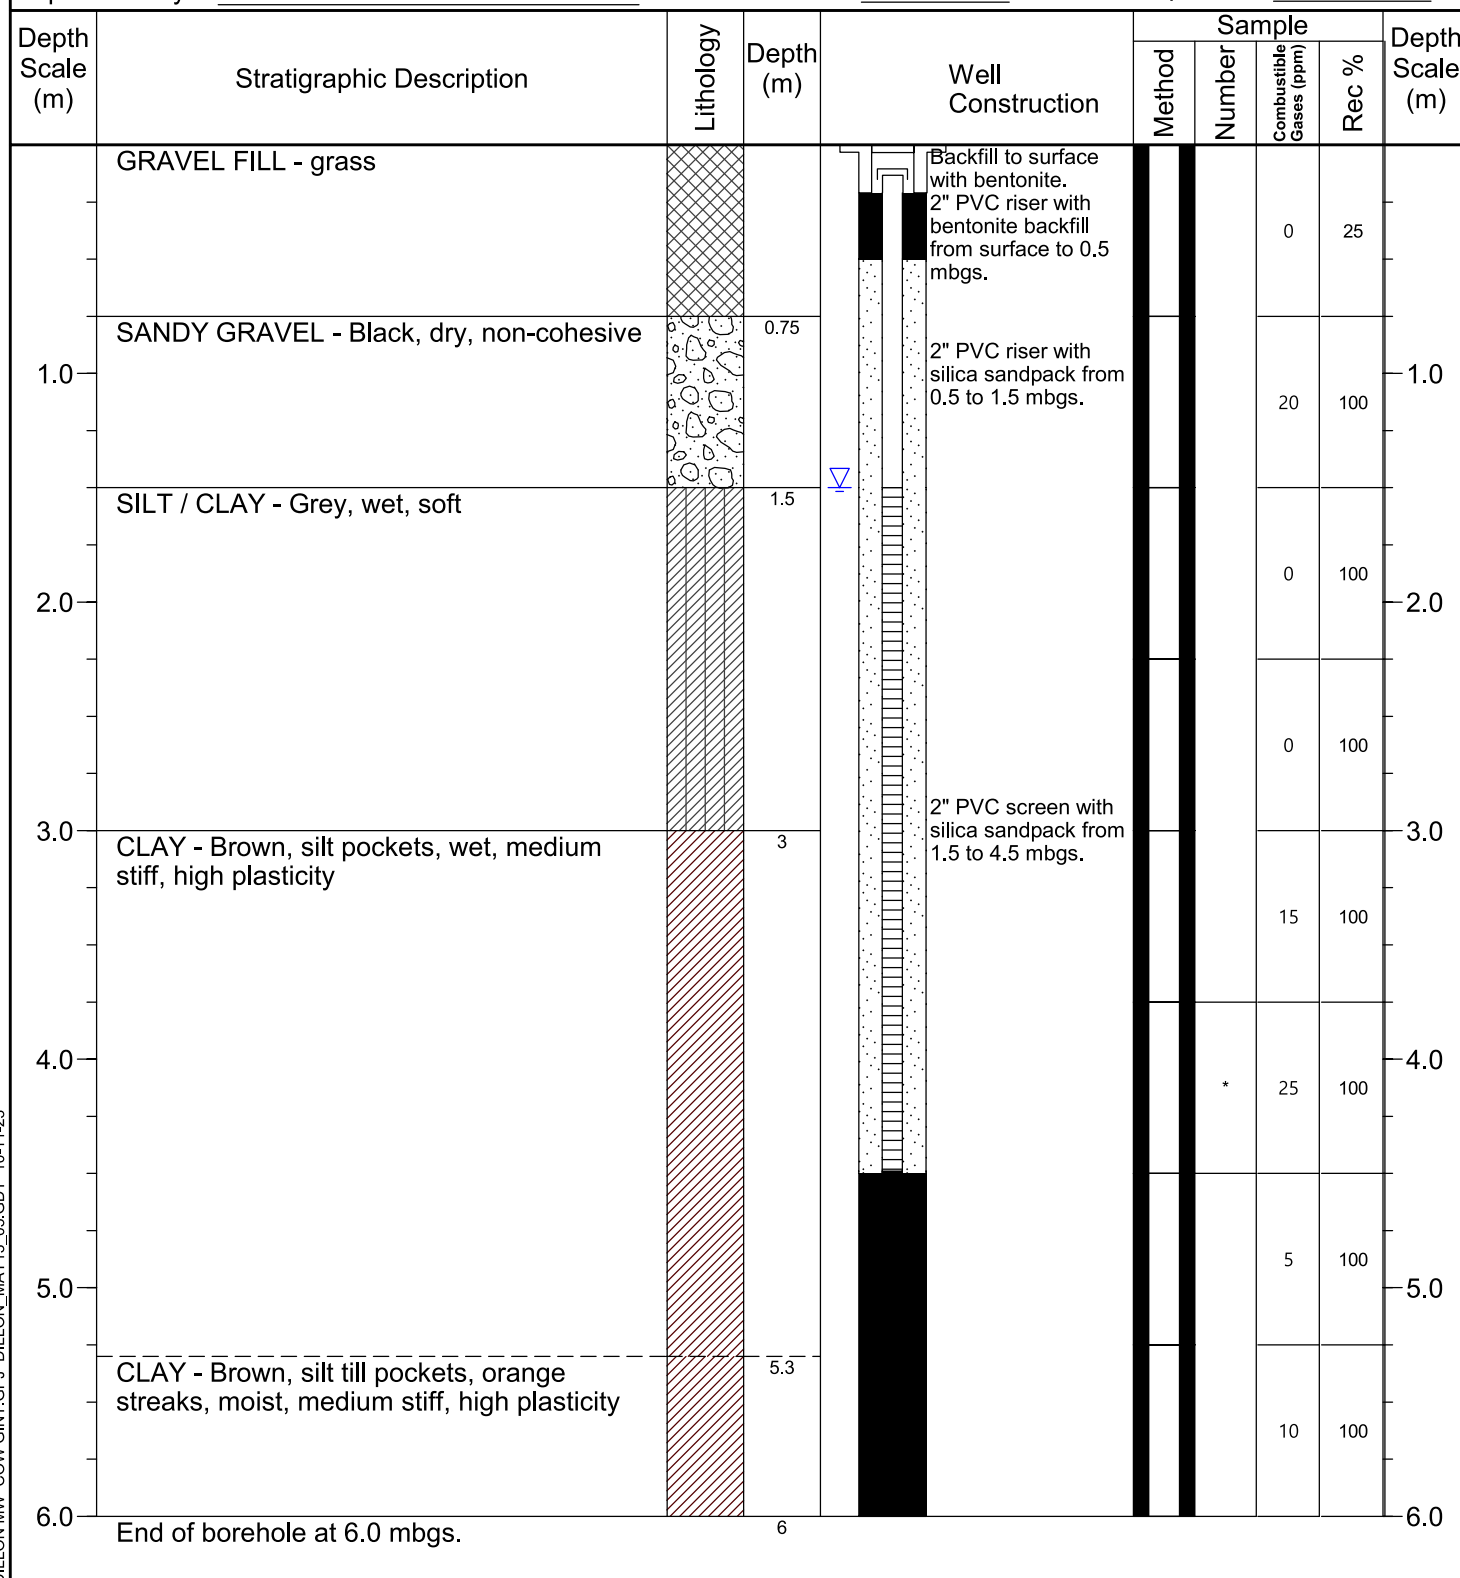 Depth
Scale
(m)
Stratigraphic Description
Lithology
Depth
(m)
Well
Construction
Sample
Method
Number
Combustible
Gases (ppm)
Rec %
Depth
Scale
(m)
GRAVEL FILL - grass
Backfill to surface
with bentonite.
2" PVC riser with
bentonite backfill
from surface to 0.5
mbgs.
0 25
SANDY GRAVEL - Black, dry, non-cohesive
0.75
2" PVC riser with
silica sandpack from
0.5 to 1.5 mbgs.
1.0 1.0
20 100
SILT / CLAY - Grey, wet, soft
1.5
0 100
2.0 2.0
0 100
2" PVC screen with
silica sandpack from
1.5 to 4.5 mbgs.
3.0 3.0
CLAY - Brown, silt pockets, wet, medium
stiff, high plasticity
3
15 100
4.0 4.0
* 25 100
5 100
5.0 5.0
CLAY - Brown, silt till pockets, orange
streaks, moist, medium stiff, high plasticity
5.3
10 100
6.0 6.0
End of borehole at 6.0 mbgs.
6